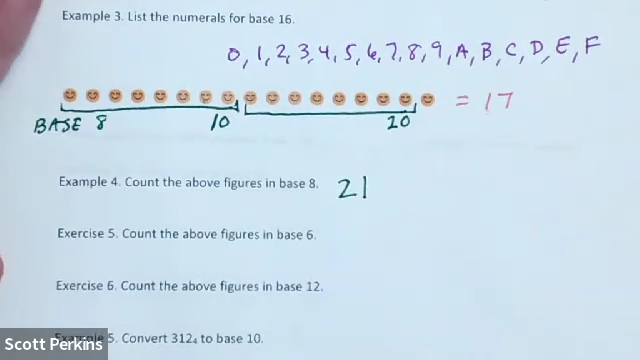 Example 3. List the numerals for base 16.
0, 1, 2, 3, 4, 5, 6, 7, 8, 9, A, B, C, D, E, F
= 17
BASE 8 10 20
Example 4. Count the above figures in base 8. 21
Exercise 5. Count the above figures in base 6.
Exercise 6. Count the above figures in base 12.
5. Convert 312₄ to base 10.
Scott Perkins